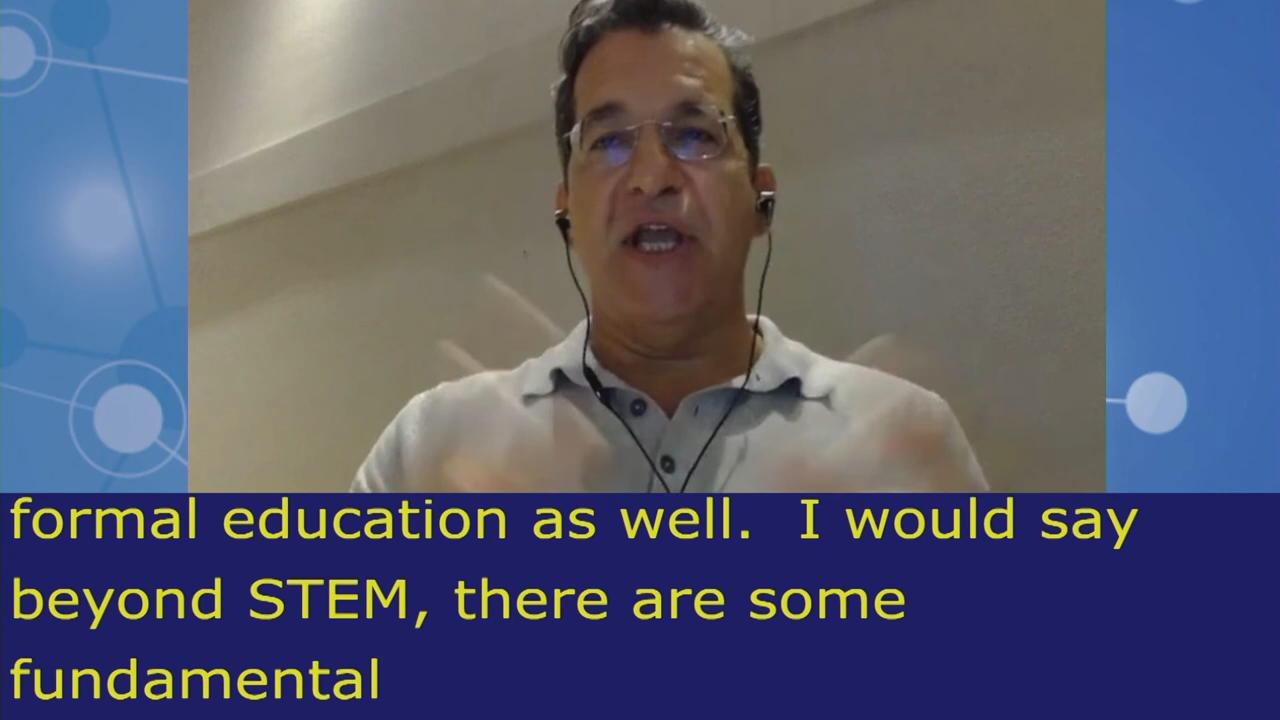 formal education as well.  I would say
beyond STEM, there are some
fundamental